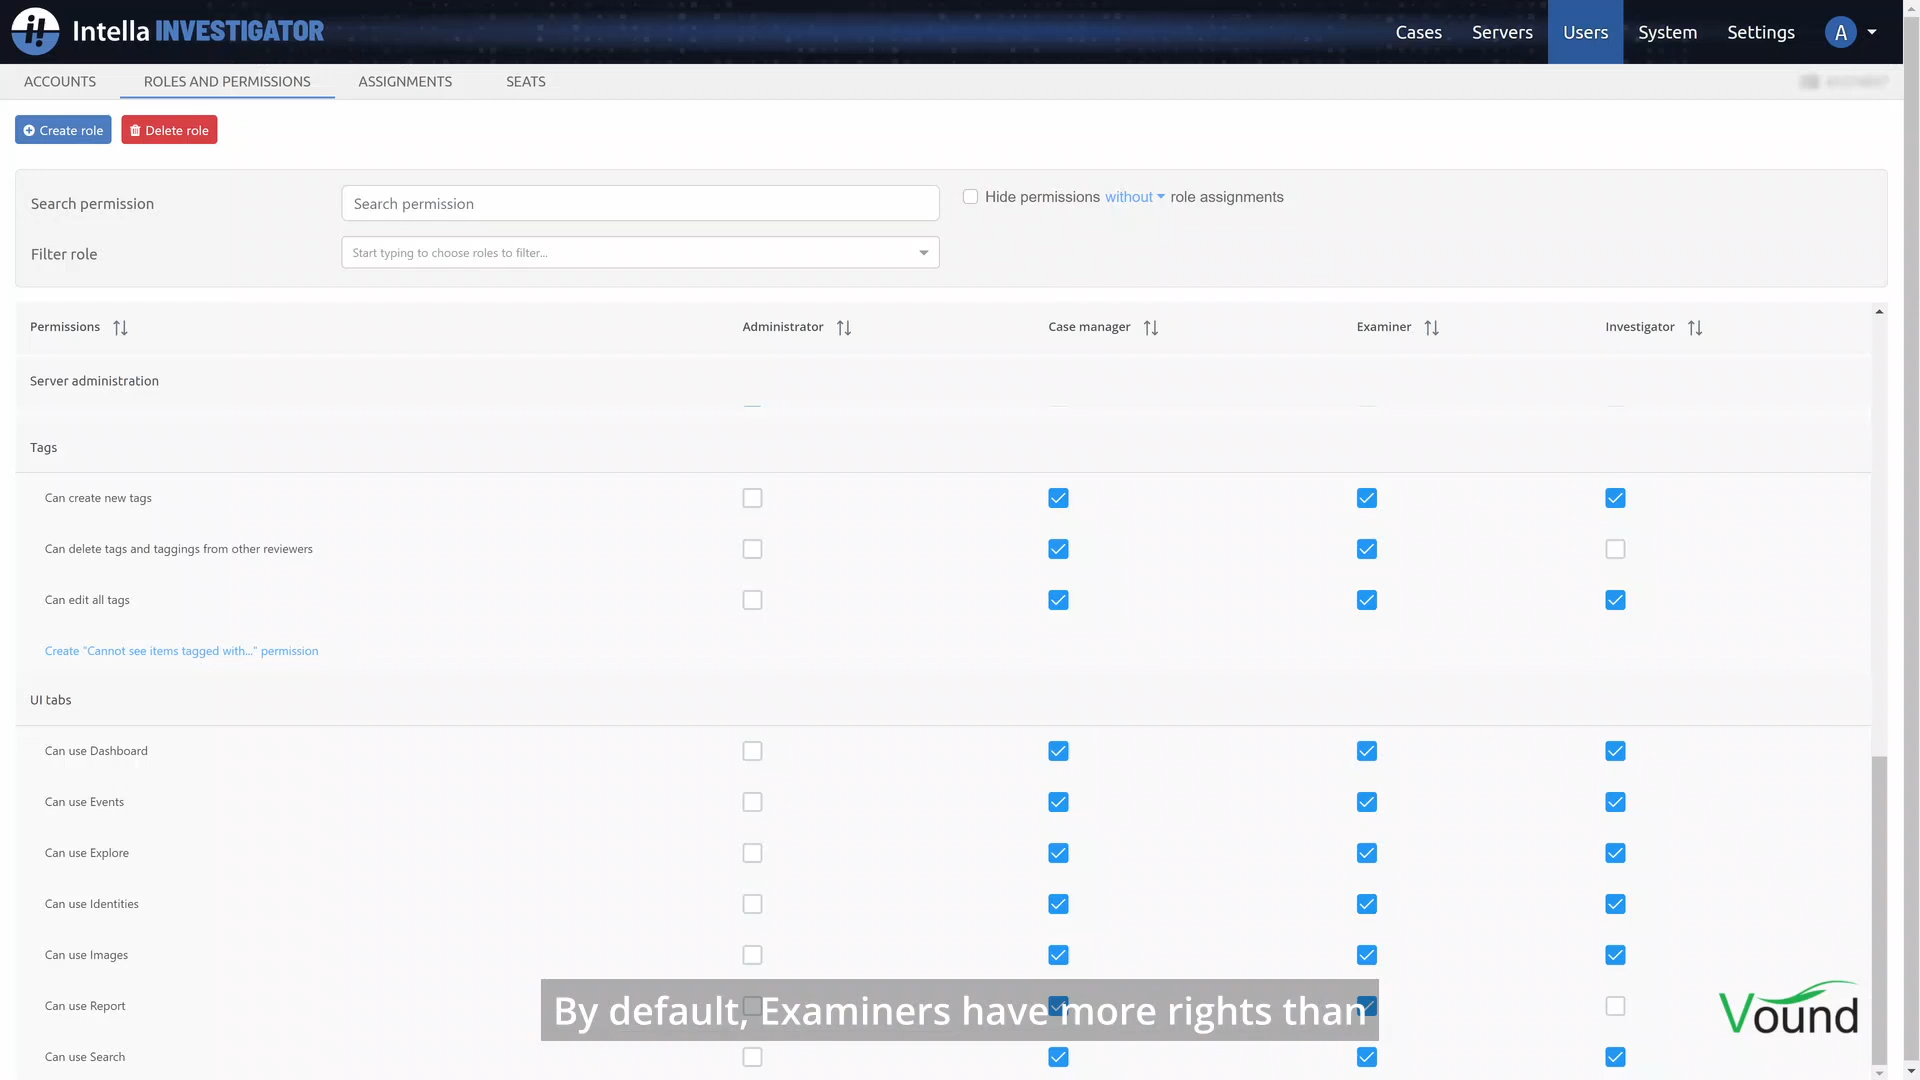 Intella INVESTIGATOR
Cases Servers Users System Settings A
ACCOUNTS ROLES AND PERMISSIONS ASSIGNMENTS SEATS
Create role Delete role
Search permission Search permission Hide permissions without role assignments
Filter role Start typing to choose roles to filter...
Permissions Administrator Case manager Examiner Investigator
Server administration
Tags
Can create new tags
Can delete tags and taggings from other reviewers
Can edit all tags
Create "Cannot see items tagged with..." permission
UI tabs
Can use Dashboard
Can use Events
Can use Explore
Can use Identities
Can use Images
Can use Report
Can use Search
By default, Examiners have more rights than
Vound